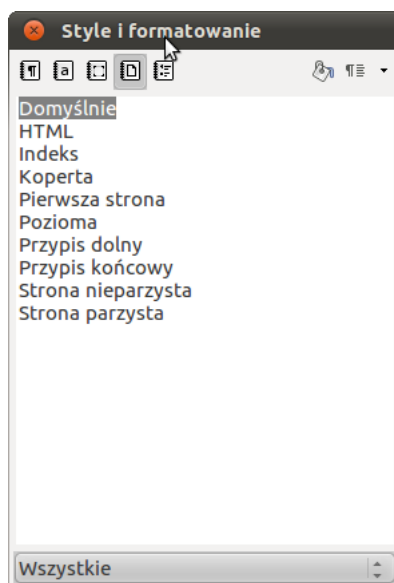 Style i formatowanie
Domyślnie
HTML
Indeks
Koperta
Pierwsza strona
Pozioma
Przypis dolny
Przypis końcowy
Strona nieparzysta
Strona parzysta
Wszystkie